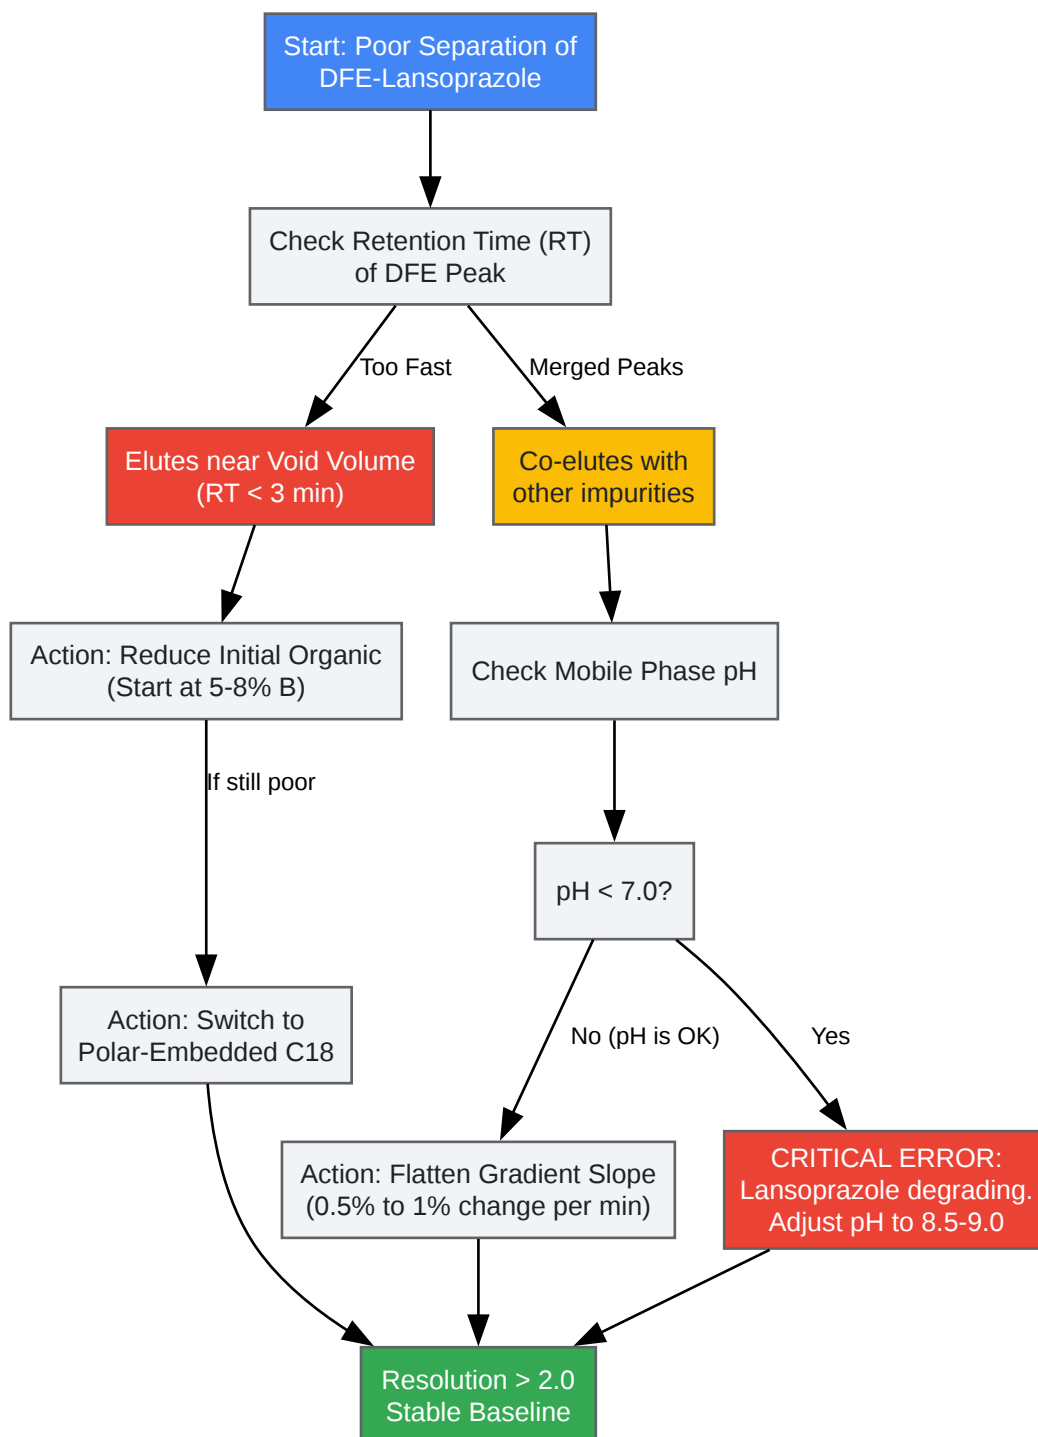 Start: Poor Separation of
DFE-Lansoprazole
Check Retention Time (RT)
of DFE Peak
Too Fast
Merged Peaks
Elutes near Void Volume
(RT < 3 min)
Co-elutes with
other impurities
Action: Reduce Initial Organic
(Start at 5-8% B)
Check Mobile Phase pH
If still poor
pH < 7.0?
Action: Switch to
Polar-Embedded C18
No (pH is OK)
Yes
Action: Flatten Gradient Slope
(0.5% to 1% change per min)
CRITICAL ERROR:
Lansoprazole degrading.
Adjust pH to 8.5-9.0
Resolution > 2.0
Stable Baseline